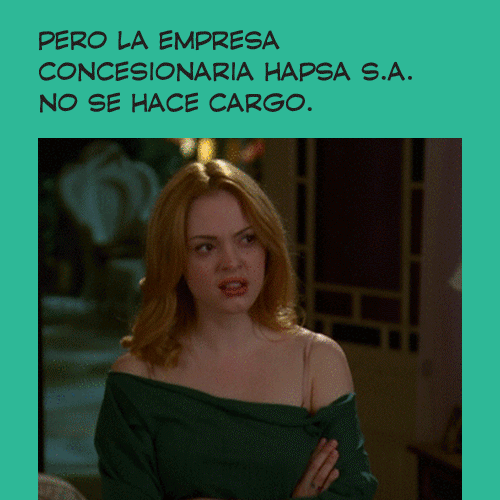 PERO LA EMPRESA
CONCESIONARIA HAPSA S.A.
NO SE HACE CARGO.